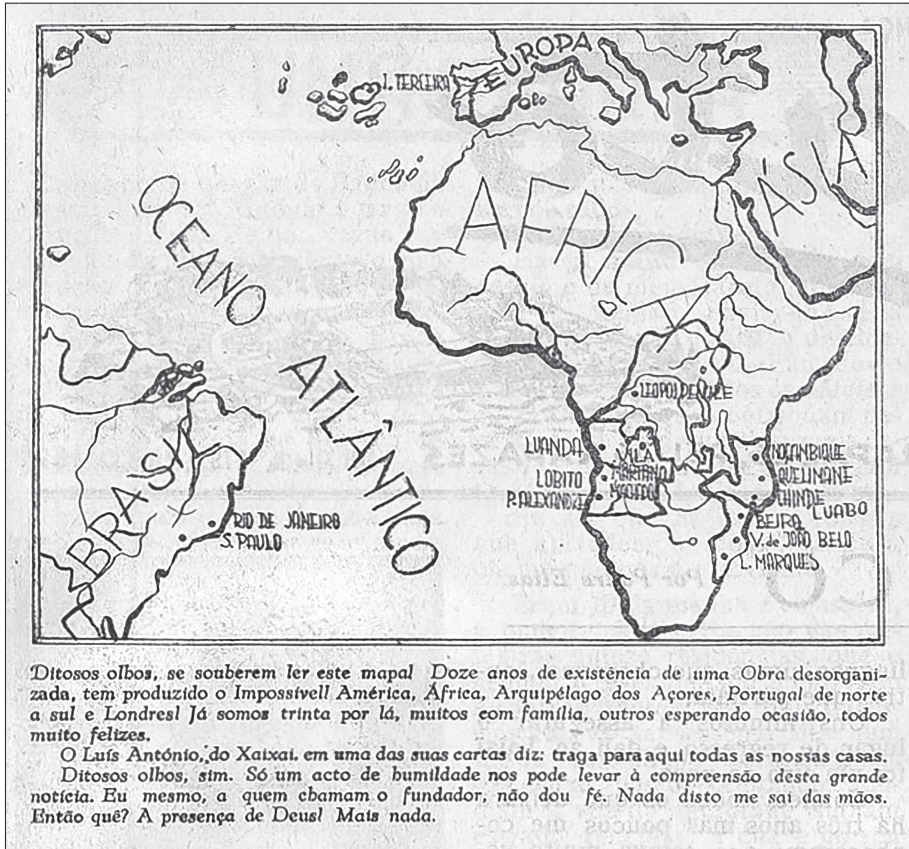 EUROPA
I. TERCEIRA
ÁSIA
AFRICA
OCEANO
ATLÂNTICO
BRASIL
LEOPOLDEVILLE
LUANDA
VILA
MARIANO
MACHADO
LOBITO
P. ALEXANDRE
MOÇAMBIQUE
QUELIMANE
CHINDE
LUABO
RIO DE JANEIRO
S. PAULO
BEIRA
V. de JOÃO BELO
L. MARQUES
Por Padre Elias
Ditosos olhos, se souberem ler este mapa! Doze anos de existência de uma Obra desorgani-
zada, tem produzido o Impossível! América, África, Arquipélago dos Açores, Portugal de norte
a sul e Londres! Já somos trinta por lá, muitos com família, outros esperando ocasião, todos
muito felizes.
O Luís António, do Xaixai. em uma das suas cartas diz: traga para aqui todas as nossas casas.
Ditosos olhos, sim. Só um acto de humildade nos pode levar à compreensão desta grande
notícia. Eu mesmo, a quem chamam o fundador, não dou fé. Nada disto me sai das mãos.
Então quê? A presença de Deus! Mais nada.